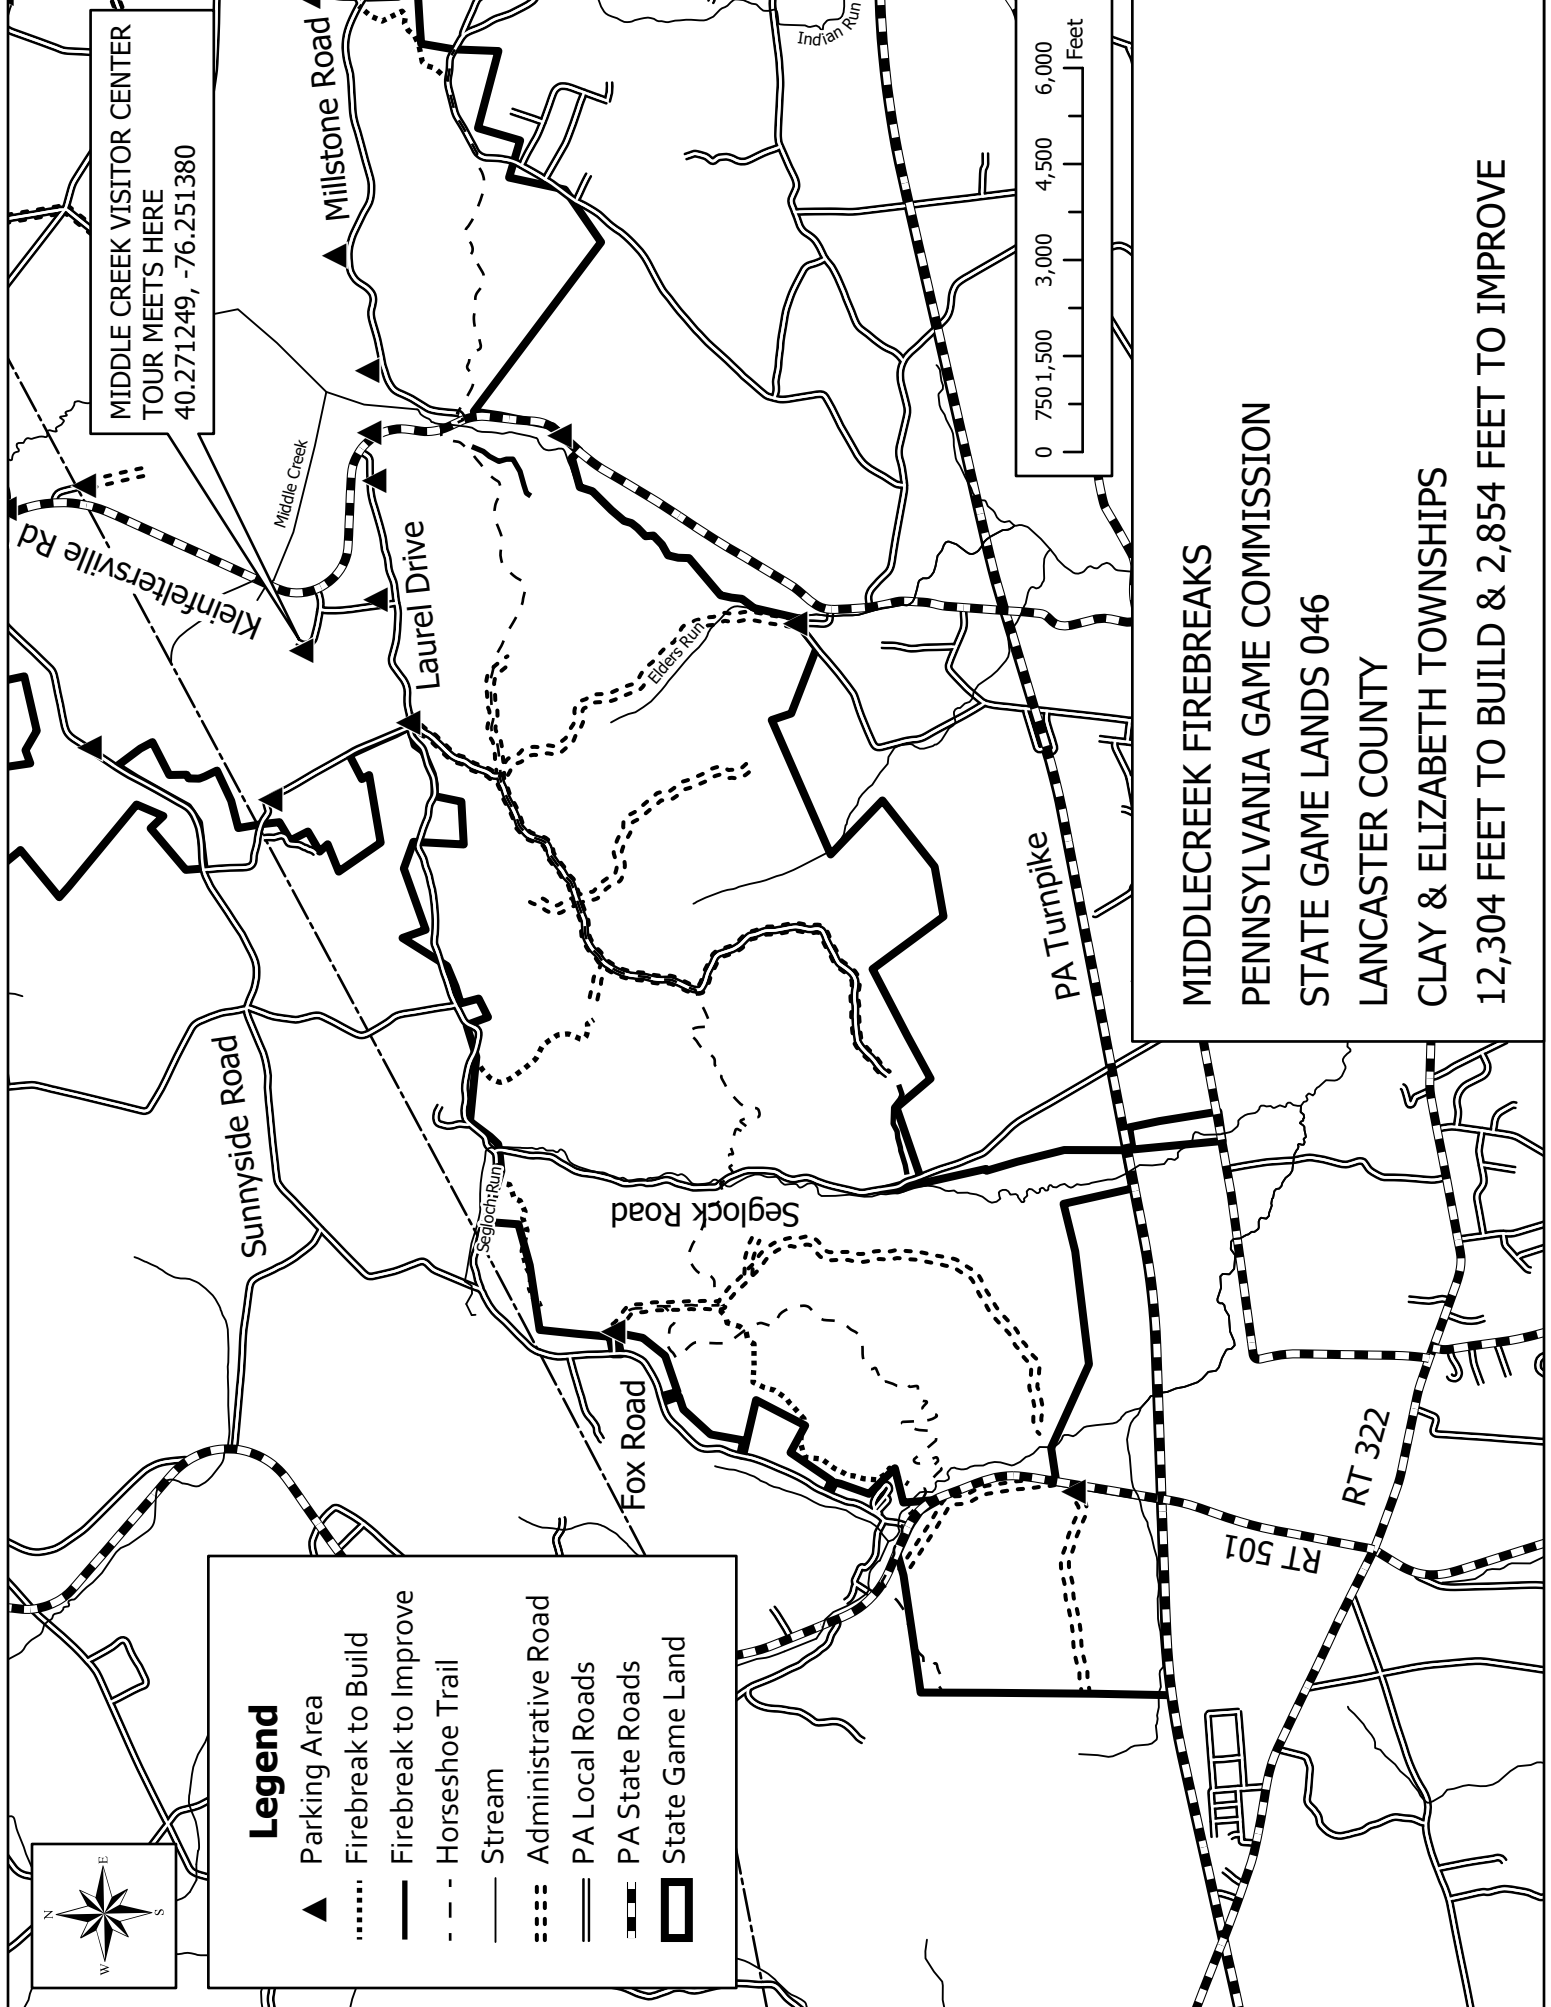 MIDDLE CREEK VISITOR CENTER
TOUR MEETS HERE
40.271249, -76.251380
Millstone Road
Indian Run
Kleinfeltersville Rd
Middle Creek
Laurel Drive
Elders Run
Sunnyside Road
Segloch Run
Seglock Road
Fox Road
PA Turnpike
RT 322
RT 501
0 750 1,500 3,000 4,500 6,000
Feet
N
E
S
W
Legend
Parking Area
Firebreak to Build
Firebreak to Improve
Horseshoe Trail
Stream
Administrative Road
PA Local Roads
PA State Roads
State Game Land
MIDDLECREEK FIREBREAKS
PENNSYLVANIA GAME COMMISSION
STATE GAME LANDS 046
LANCASTER COUNTY
CLAY & ELIZABETH TOWNSHIPS
12,304 FEET TO BUILD & 2,854 FEET TO IMPROVE